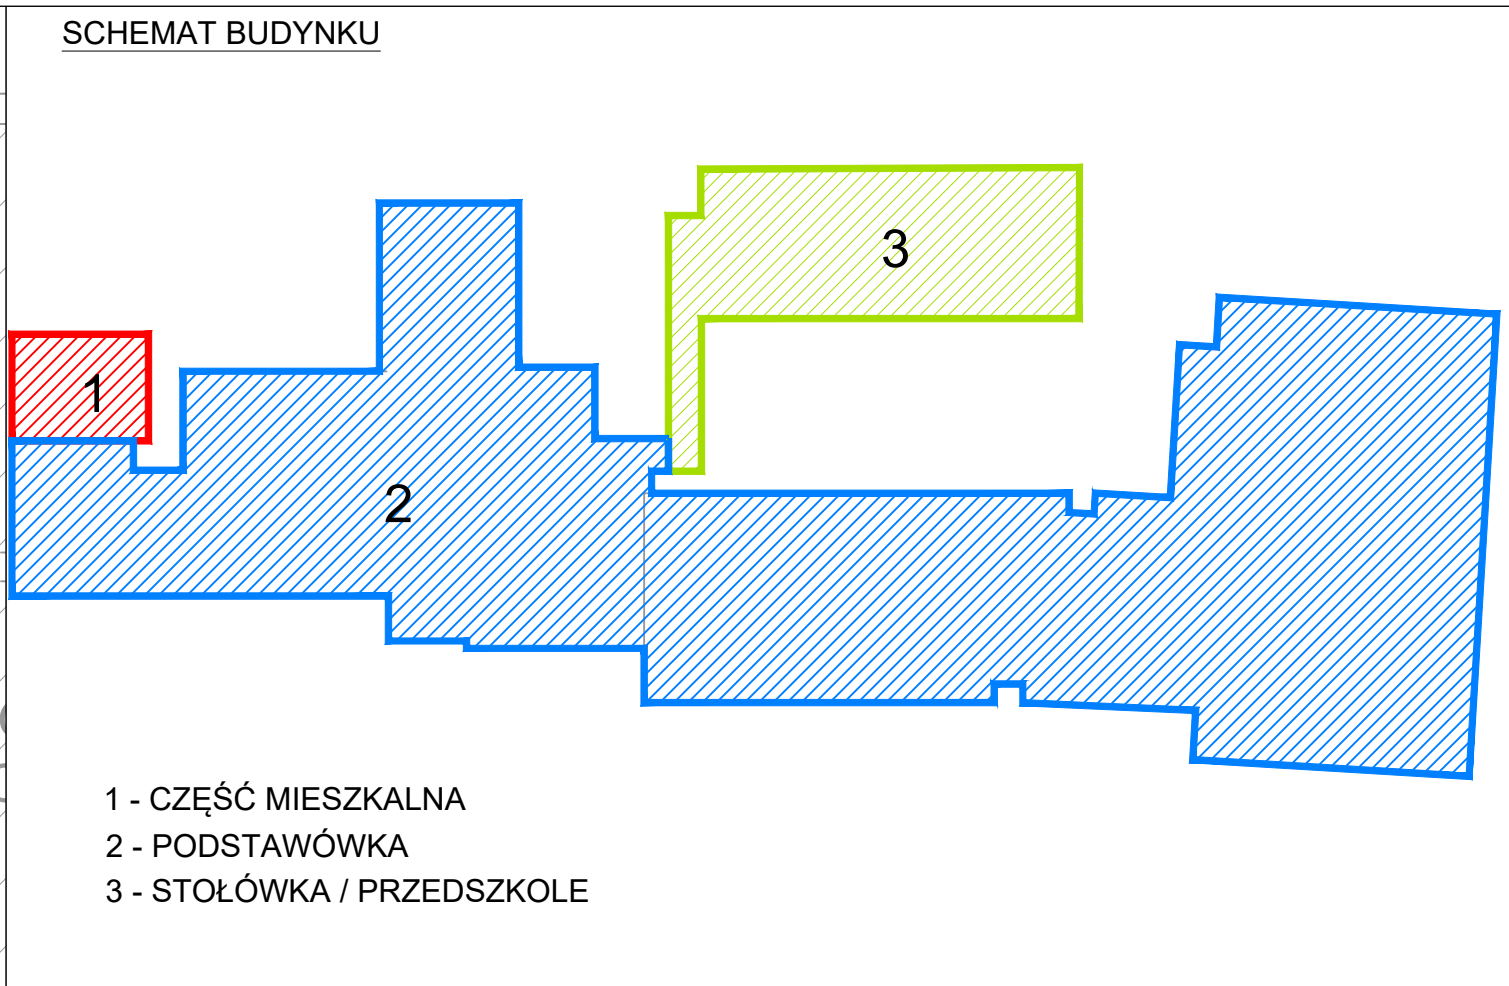 SCHEMAT BUDYNKU
3
1
2
1 - CZĘŚĆ MIESZKALNA
2 - PODSTAWÓWKA
3 - STOŁÓWKA / PRZEDSZKOLE